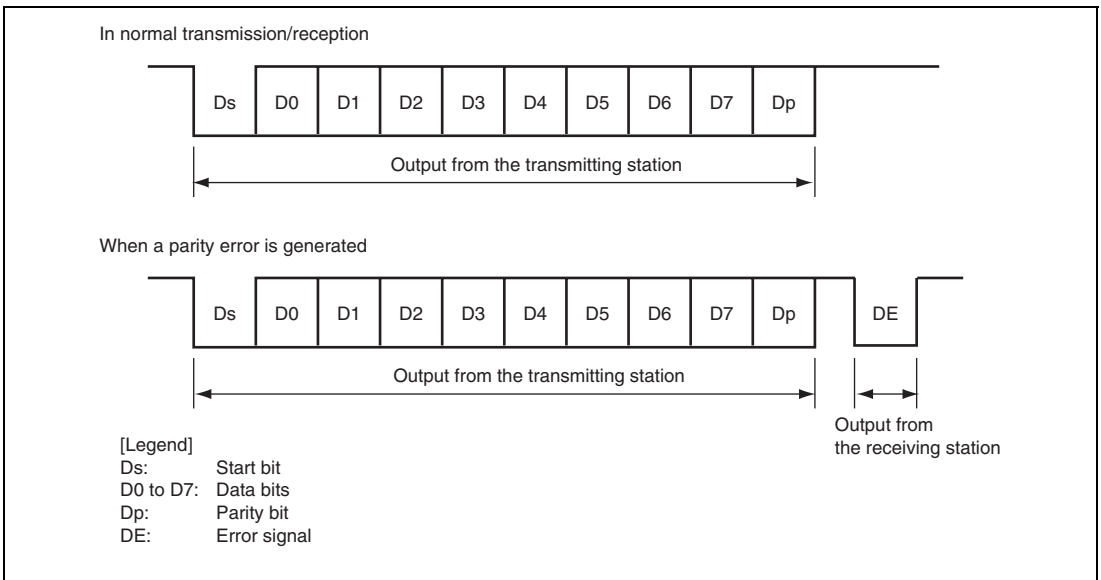 In normal transmission/reception
Ds D0 D1 D2 D3 D4 D5 D6 D7 Dp
Output from the transmitting station
When a parity error is generated
Ds D0 D1 D2 D3 D4 D5 D6 D7 Dp DE
Output from the transmitting station
Output from
the receiving station
[Legend]
Ds: Start bit
D0 to D7: Data bits
Dp: Parity bit
DE: Error signal